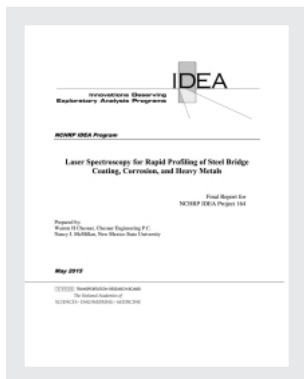 IDEA
Innovations Deserving
Exploratory Analysis Programs
NCHRP IDEA Program
Laser Spectroscopy for Rapid Profiling of Steel Bridge
Coating, Corrosion, and Heavy Metals
Final Report for
NCHRP IDEA Project 164
Prepared by:
Warren H Chesner, Chesner Engineering P.C.
Nancy J. McMillan, New Mexico State University
May 2015
TRANSPORTATION RESEARCH BOARD
The National Academies of
SCIENCES • ENGINEERING • MEDICINE